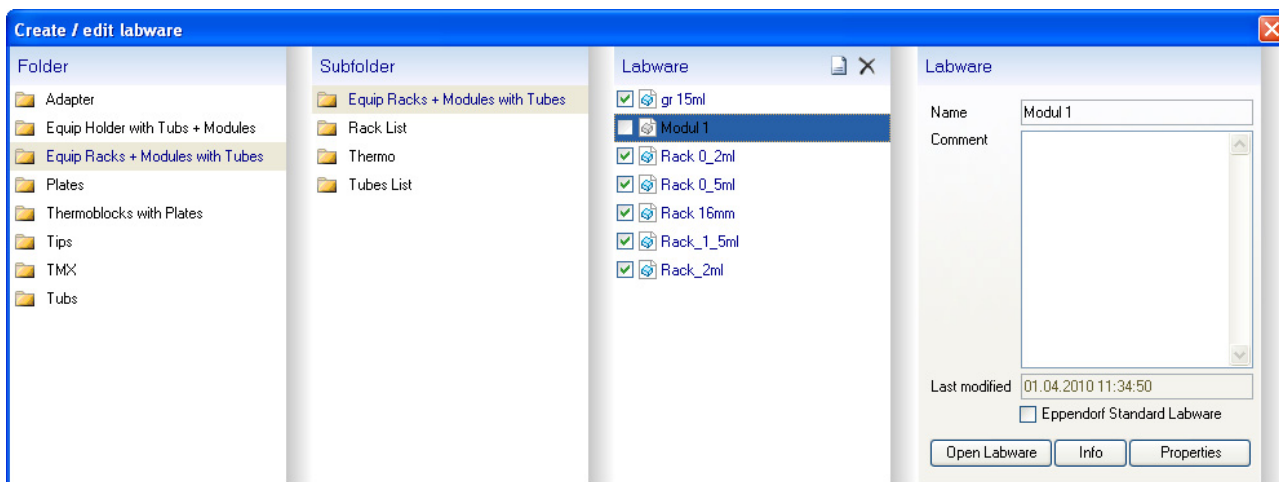 Create / edit labware
Folder
Adapter
Equip Holder with Tubs + Modules
Equip Racks + Modules with Tubes
Plates
Thermoblocks with Plates
Tips
TMX
Tubs
Subfolder
Equip Racks + Modules with Tubes
Rack List
Thermo
Tubes List
Labware
gr 15ml
Modul 1
Rack 0_2ml
Rack 0_5ml
Rack 16mm
Rack_1_5ml
Rack_2ml
Labware
Name Modul 1
Comment
Last modified 01.04.2010 11:34:50
Eppendorf Standard Labware
Open Labware Info Properties